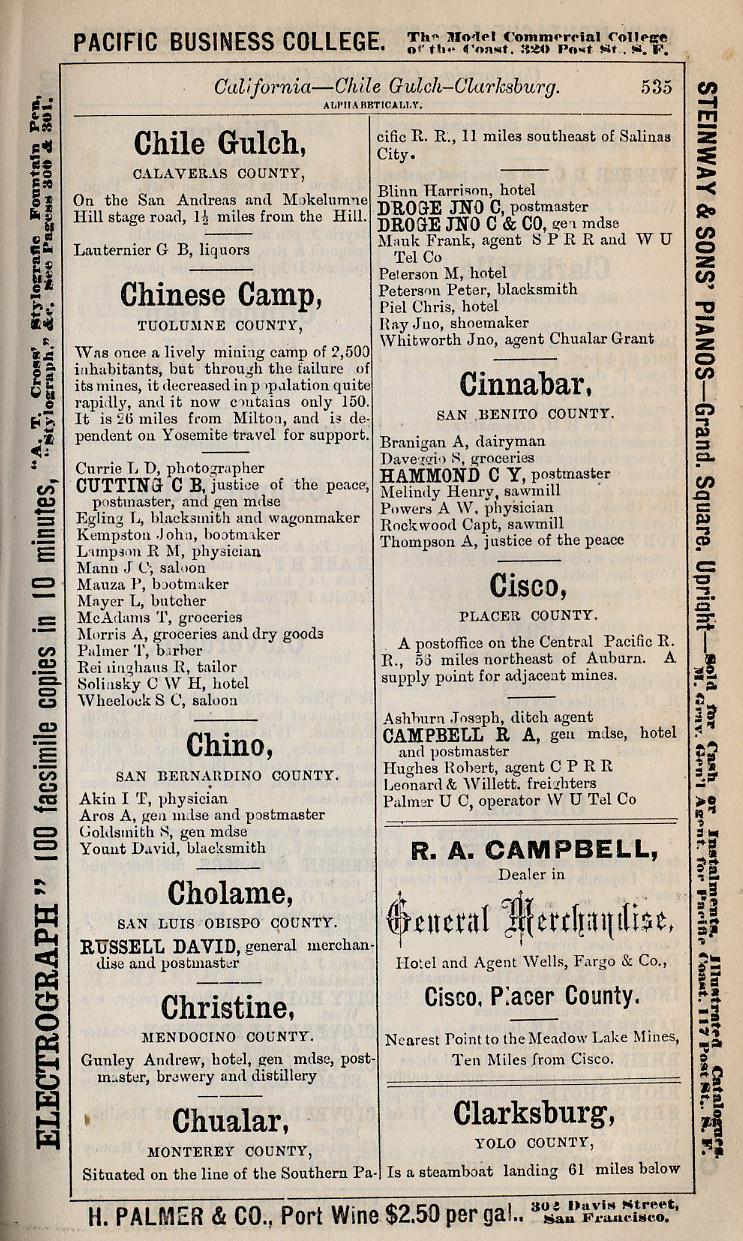 PACIFIC BUSINESS COLLEGE. The Model Commercial College
of the Coast. 320 Post St., S. F.
California—Chile Gulch–Clarksburg. 535
ALPHABETICALLY.
Chile Gulch,
CALAVERAS COUNTY,
On the San Andreas and Mokelumne
Hill stage road, 1½ miles from the Hill.
Lauternier G B, liquors
Chinese Camp,
TUOLUMNE COUNTY,
Was once a lively mining camp of 2,500
inhabitants, but through the failure of
its mines, it decreased in population quite
rapidly, and it now contains only 150.
It is 26 miles from Milton, and is de-
pendent on Yosemite travel for support.
Currie L D, photographer
CUTTING C B, justice of the peace,
postmaster, and gen mdse
Egling L, blacksmith and wagonmaker
Kempston John, bootmaker
Lampson R M, physician
Mann J C, saloon
Mauza P, bootmaker
Mayer L, butcher
McAdams T, groceries
Morris A, groceries and dry goods
Palmer T, barber
Reininghaus R, tailor
Solinsky C W H, hotel
Wheelock S C, saloon
Chino,
SAN BERNARDINO COUNTY.
Akin I T, physician
Aros A, gen mdse and postmaster
Goldsmith S, gen mdse
Yount David, blacksmith
Cholame,
SAN LUIS OBISPO COUNTY.
RUSSELL DAVID, general merchan-
dise and postmaster
Christine,
MENDOCINO COUNTY.
Gunley Andrew, hotel, gen mdse, post-
master, brewery and distillery
Chualar,
MONTEREY COUNTY,
Situated on the line of the Southern Pa-
cific R. R., 11 miles southeast of Salinas
City.
Blinn Harrison, hotel
DROGE JNO C, postmaster
DROGE JNO C & CO, gen mdse
Mauk Frank, agent S P R R and W U
Tel Co
Peterson M, hotel
Peterson Peter, blacksmith
Piel Chris, hotel
Ray Jno, shoemaker
Whitworth Jno, agent Chualar Grant
Cinnabar,
SAN BENITO COUNTY.
Branigan A, dairyman
Daveggio S, groceries
HAMMOND C Y, postmaster
Melindy Henry, sawmill
Powers A W, physician
Rockwood Capt, sawmill
Thompson A, justice of the peace
Cisco,
PLACER COUNTY.
A postoffice on the Central Pacific R.
R., 56 miles northeast of Auburn. A
supply point for adjacent mines.
Ashburn Joseph, ditch agent
CAMPBELL R A, gen mdse, hotel
and postmaster
Hughes Robert, agent C P R R
Leonard & Willett, freighters
Palmer U C, operator W U Tel Co
R. A. CAMPBELL,
Dealer in
General Merchandise,
Hotel and Agent Wells, Fargo & Co.,
Cisco, Placer County.
Nearest Point to the Meadow Lake Mines,
Ten Miles from Cisco.
Clarksburg,
YOLO COUNTY,
Is a steamboat landing 61 miles below
H. PALMER & CO., Port Wine $2.50 per gal., 302 Davis Street,
San Francisco.
ELECTROGRAPH" 100 facsimile copies in 10 minutes, "A. T. Cross' Stylografic Fountain Pen,
"Stylograph," &c. See Pages 300 & 301.
STEINWAY & SONS' PIANOS—Grand. Square. Upright—Sold for Cash or Instalments. Illustrated Catalogues.
M. Gray, Gen'l Agent, for Pacific Coast, 117 Post St., S. F.